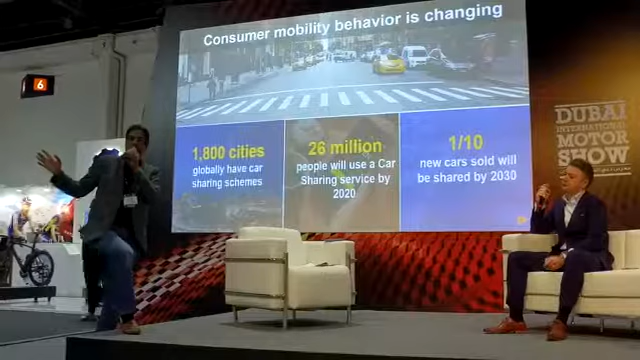 Consumer mobility behavior is changing
6
1,800 cities
globally have car
sharing schemes
26 million
people will use a Car
Sharing service by
2020
1/10
new cars sold will
be shared by 2030
DUBAI
INTERNATIONAL
MOTOR
SHOW